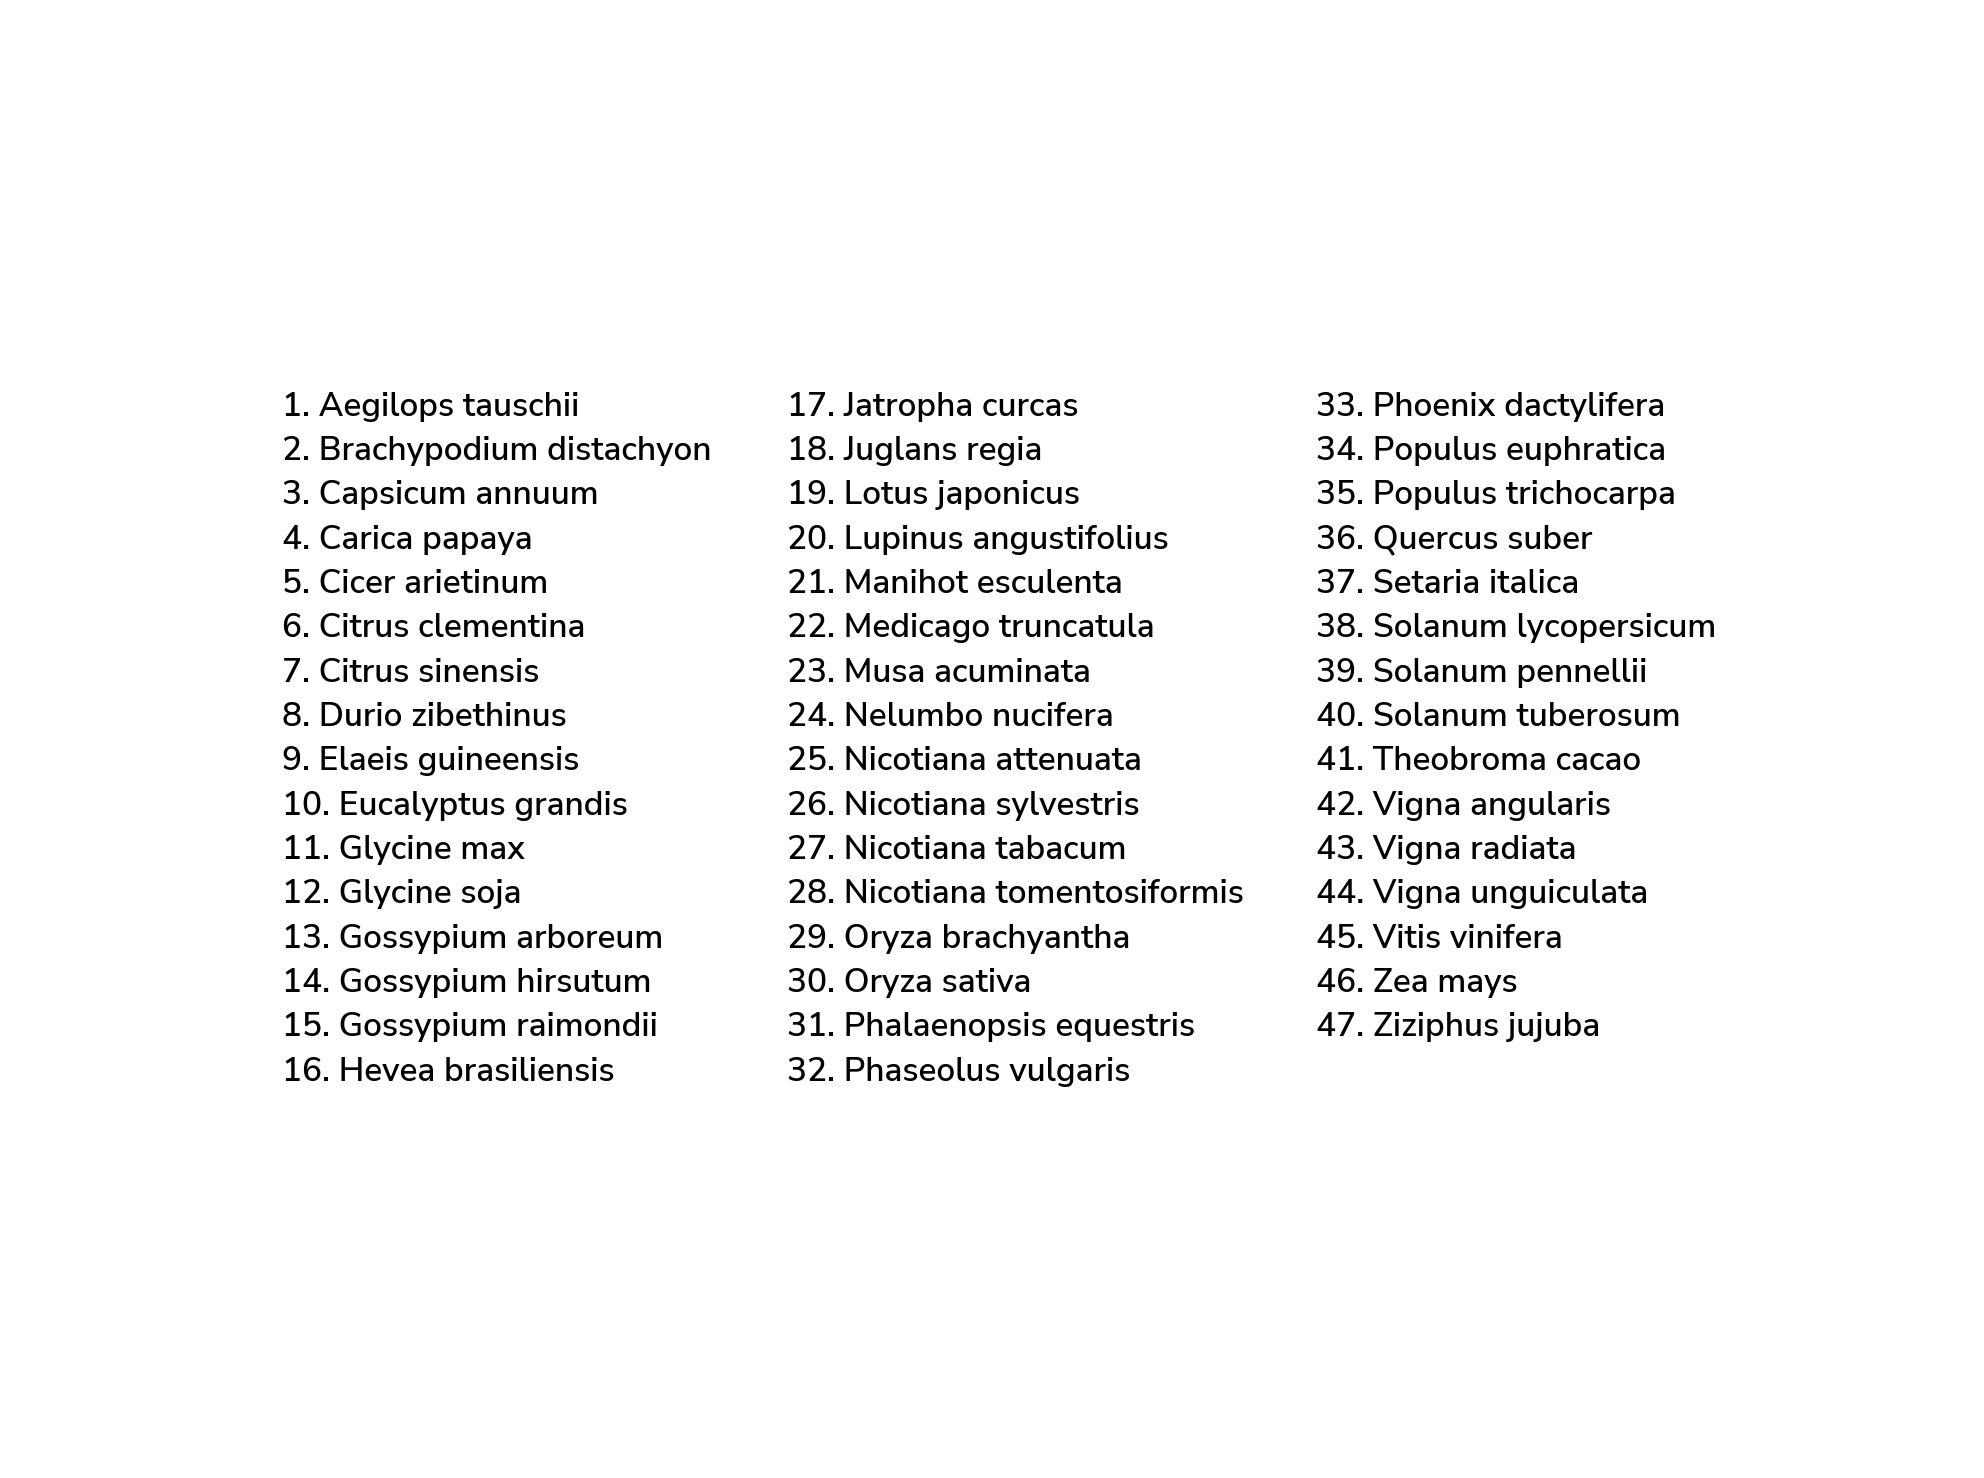 1. Aegilops tauschii
2. Brachypodium distachyon
3. Capsicum annuum
4. Carica papaya
5. Cicer arietinum
6. Citrus clementina
7. Citrus sinensis
8. Durio zibethinus
9. Elaeis guineensis
10. Eucalyptus grandis
11. Glycine max
12. Glycine soja
13. Gossypium arboreum
14. Gossypium hirsutum
15. Gossypium raimondii
16. Hevea brasiliensis
17. Jatropha curcas
18. Juglans regia
19. Lotus japonicus
20. Lupinus angustifolius
21. Manihot esculenta
22. Medicago truncatula
23. Musa acuminata
24. Nelumbo nucifera
25. Nicotiana attenuata
26. Nicotiana sylvestris
27. Nicotiana tabacum
28. Nicotiana tomentosiformis
29. Oryza brachyantha
30. Oryza sativa
31. Phalaenopsis equestris
32. Phaseolus vulgaris
33. Phoenix dactylifera
34. Populus euphratica
35. Populus trichocarpa
36. Quercus suber
37. Setaria italica
38. Solanum lycopersicum
39. Solanum pennellii
40. Solanum tuberosum
41. Theobroma cacao
42. Vigna angularis
43. Vigna radiata
44. Vigna unguiculata
45. Vitis vinifera
46. Zea mays
47. Ziziphus jujuba